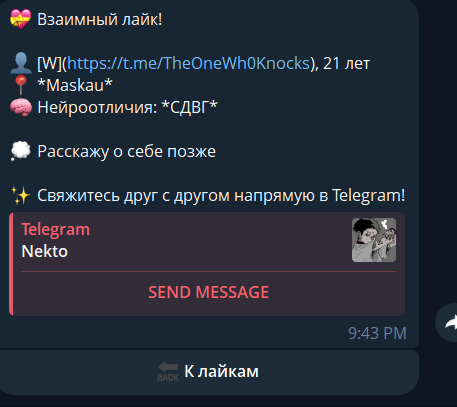 💝 Взаимный лайк!
👤 [W](https://t.me/TheOneWh0Knocks), 21 лет
📍 *Maskau*
🧠 Нейроотличия: *СДВГ*
💭 Расскажу о себе позже
✨ Свяжитесь друг с другом напрямую в Telegram!
Telegram
Nekto
SEND MESSAGE
9:43 PM
🔙 К лайкам